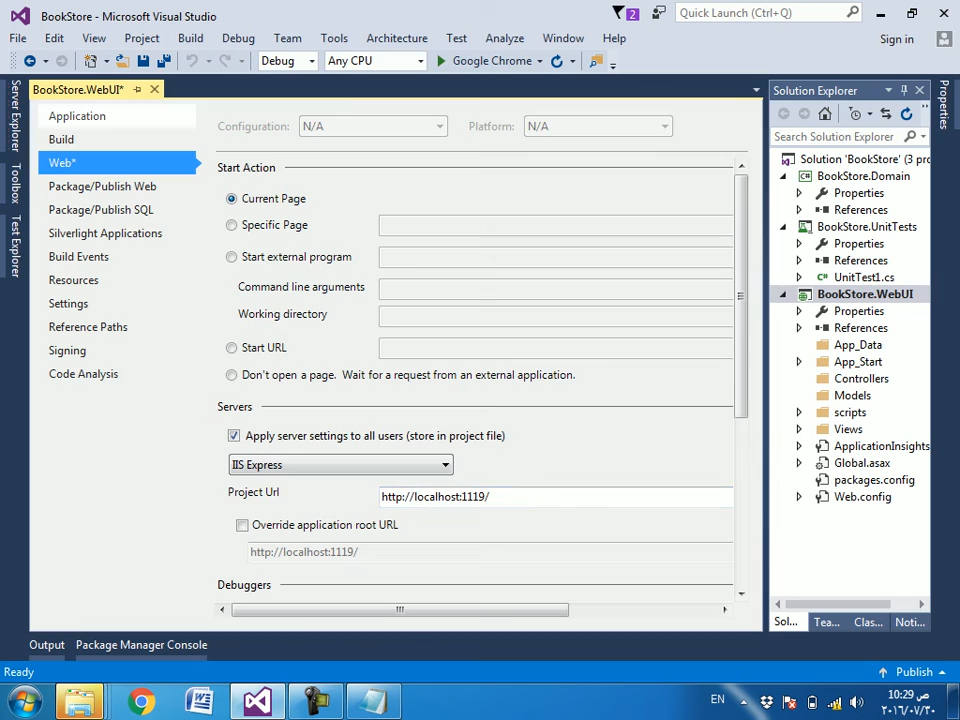 BookStore - Microsoft Visual Studio
2
Quick Launch (Ctrl+Q)
File Edit View Project Build Debug Team Tools Architecture Test Analyze Window Help
Sign in
Debug Any CPU Google Chrome
Server Explorer
Toolbox
Test Explorer
BookStore.WebUI*
Application
Build
Web*
Package/Publish Web
Package/Publish SQL
Silverlight Applications
Build Events
Resources
Settings
Reference Paths
Signing
Code Analysis
Configuration: N/A Platform: N/A
Start Action
Current Page
Specific Page
Start external program
Command line arguments
Working directory
Start URL
Don't open a page. Wait for a request from an external application.
Servers
Apply server settings to all users (store in project file)
IIS Express
Project Url http://localhost:1119/
Override application root URL
http://localhost:1119/
Debuggers
Solution Explorer
Search Solution Explorer
Solution 'BookStore' (3 pro
BookStore.Domain
Properties
References
BookStore.UnitTests
Properties
References
UnitTest1.cs
BookStore.WebUI
Properties
References
App_Data
App_Start
Controllers
Models
scripts
Views
ApplicationInsights
Global.asax
packages.config
Web.config
Sol... Tea... Clas... Noti...
Properties
Output Package Manager Console
Ready
Publish
EN
10:29 ص
٢٠١٦/٠٧/٣٠